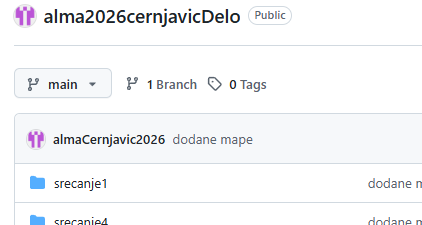 alma2026cernjavicDelo Public
main 1 Branch 0 Tags
almaCernjavic2026 dodane mape
srecanje1 dodane m
srecanje4 dodane m